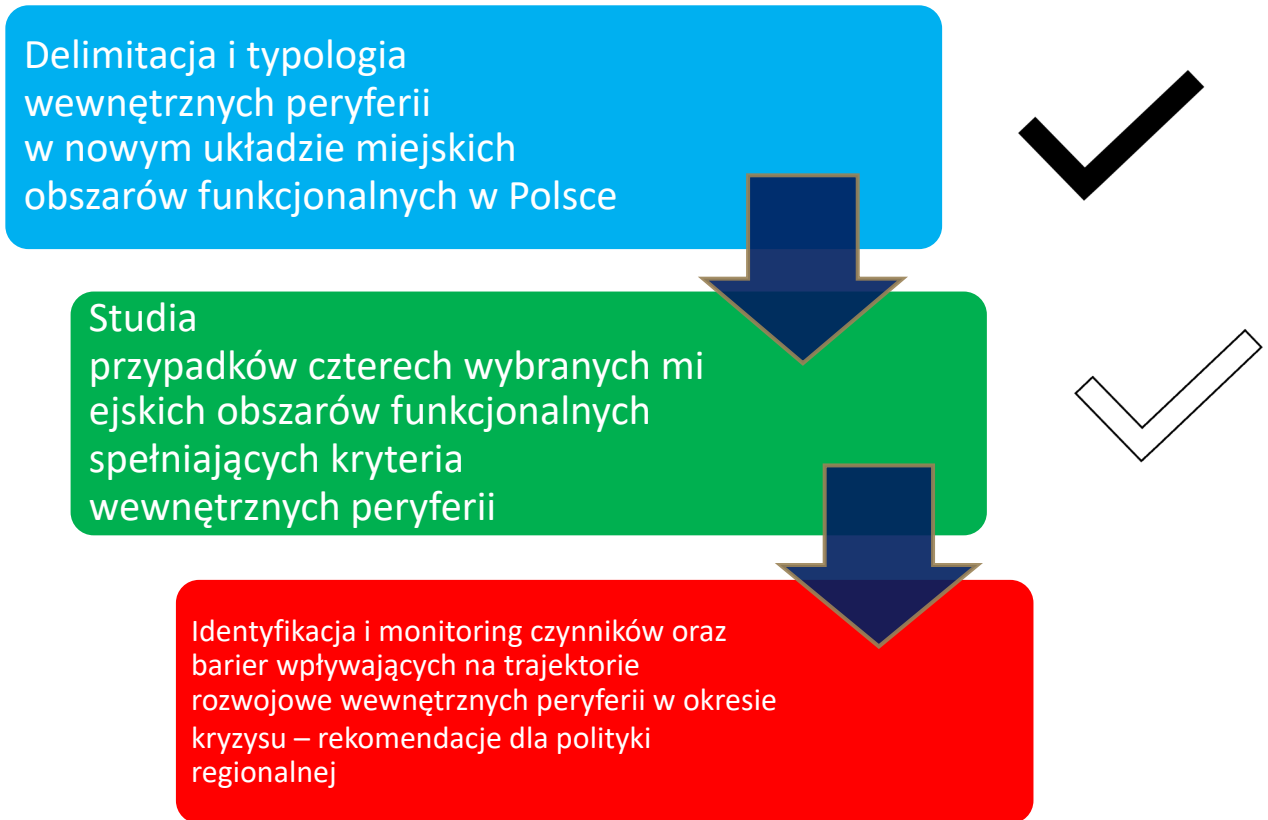 Delimitacja i typologia
wewnętrznych peryferii
w nowym układzie miejskich
obszarów funkcjonalnych w Polsce
Studia
przypadków czterech wybranych mi
ejskich obszarów funkcjonalnych
spełniających kryteria
wewnętrznych peryferii
Identyfikacja i monitoring czynników oraz
barier wpływających na trajektorie
rozwojowe wewnętrznych peryferii w okresie
kryzysu – rekomendacje dla polityki
regionalnej